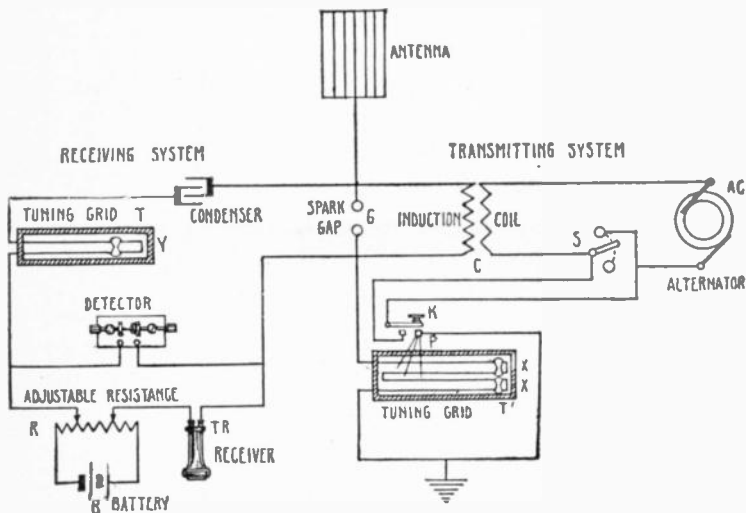 ANTENNA
RECEIVING SYSTEM
TRANSMITTING SYSTEM
AC
CONDENSER
SPARK GAP
G
INDUCTION COIL
C
S
ALTERNATOR
TUNING GRID T
Y
DETECTOR
K
P
X
X
TUNING GRID T'
ADJUSTABLE RESISTANCE
R
TR
RECEIVER
B BATTERY